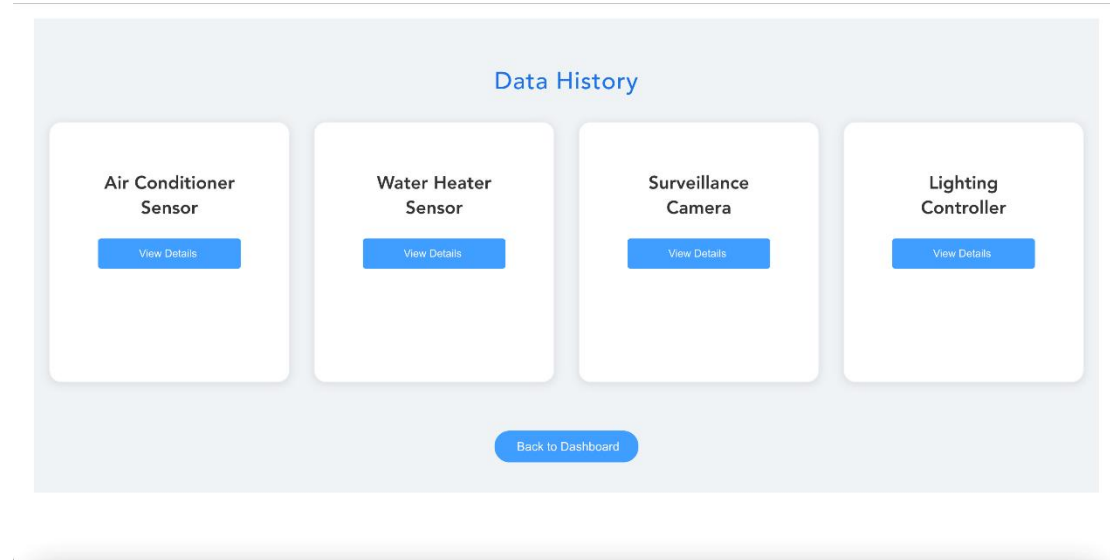 Data History
Air Conditioner
Sensor
View Details
Water Heater
Sensor
View Details
Surveillance
Camera
View Details
Lighting
Controller
View Details
Back to Dashboard